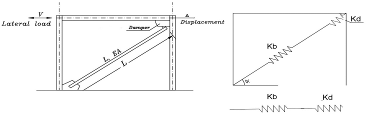 V
Lateral load
Δ
Displacement
Damper
L, EA
L
Kb
Kd
α
Kb
Kd